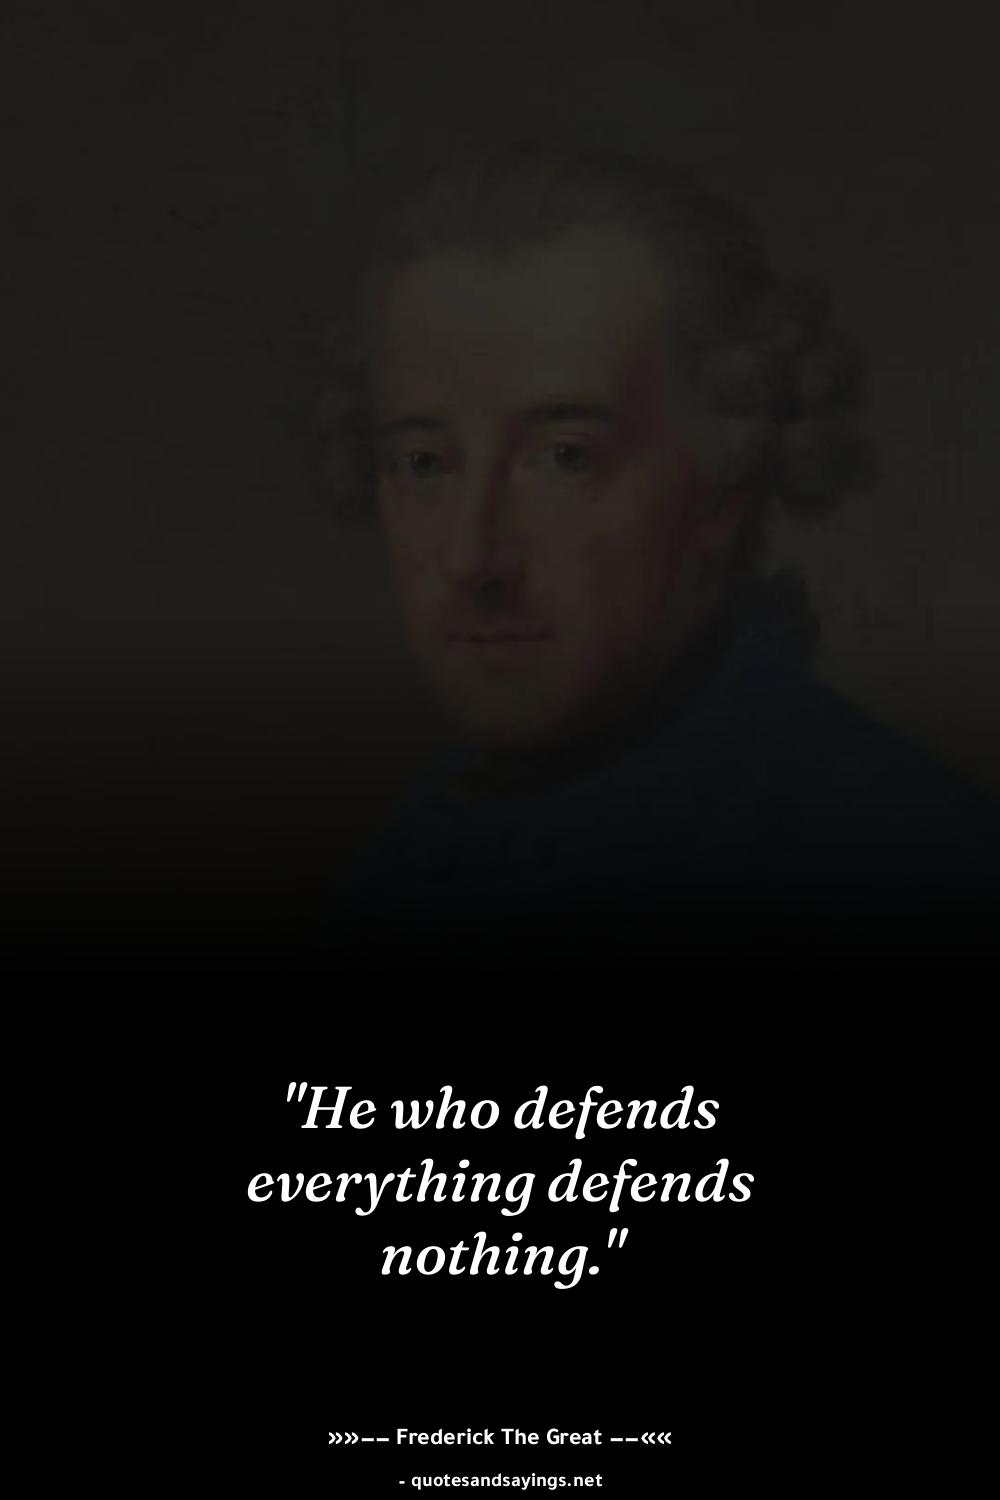 "He who defends
everything defends
nothing."
»»−− Frederick The Great −−««
- quotesandsayings.net